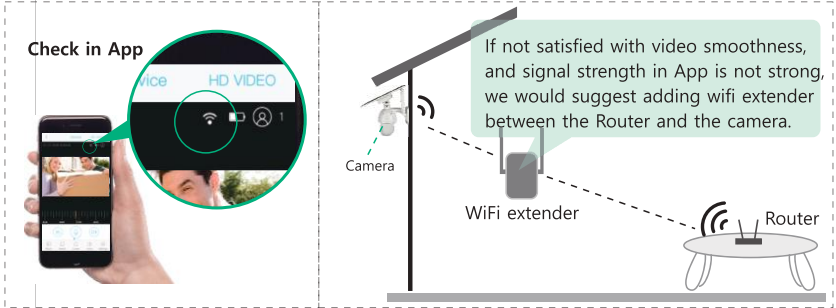 Check in App
vice HD VIDEO
1
If not satisfied with video smoothness,
and signal strength in App is not strong,
we would suggest adding wifi extender
between the Router and the camera.
Camera
WiFi extender
Router